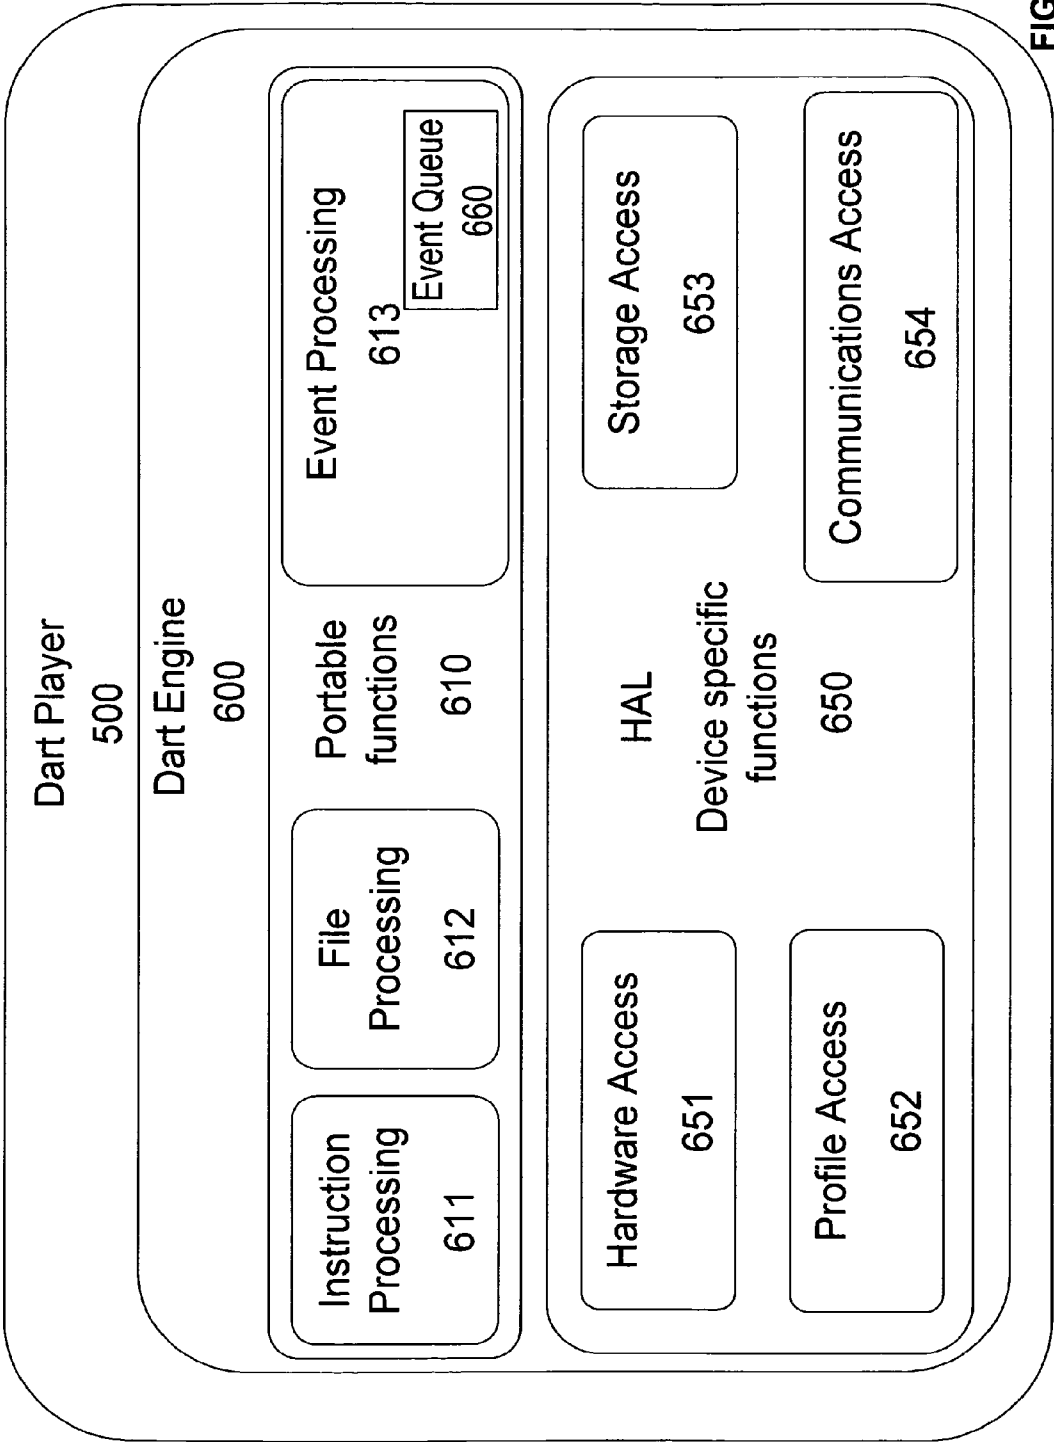 Dart Player
500
Dart Engine
600
Instruction
Processing
611
File
Processing
612
Portable
functions
610
Event Processing
613
Event Queue
660
HAL
Device specific
functions
650
Hardware Access
651
Storage Access
653
Profile Access
652
Communications Access
654
FIG